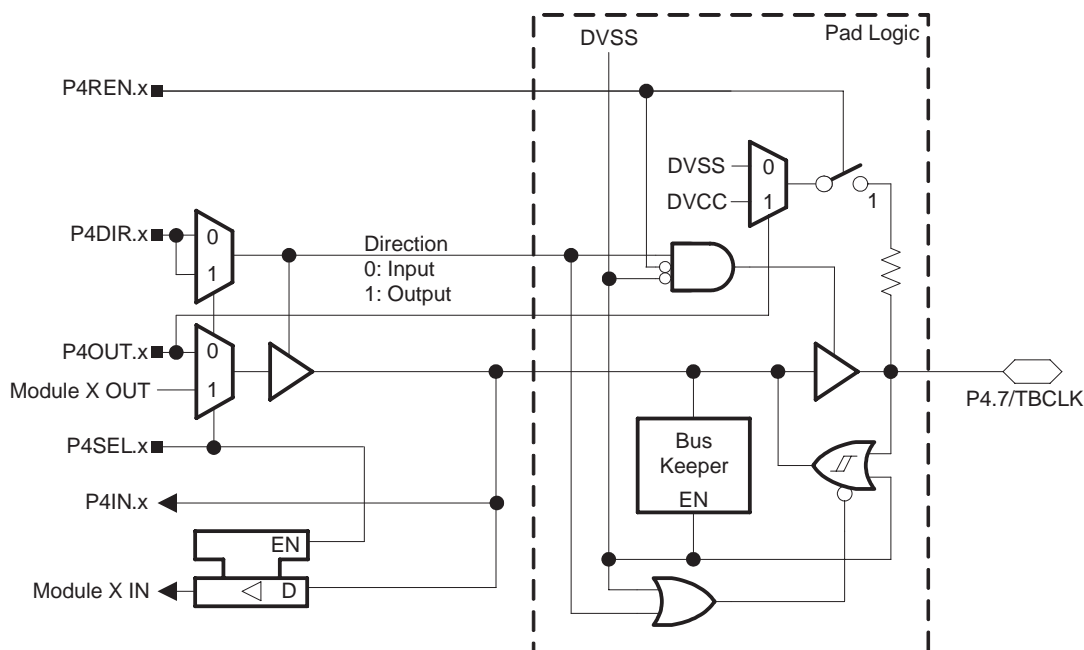 Pad Logic
DVSS
P4REN.x
DVSS
0
DVCC
1
1
P4DIR.x
0
1
Direction
0: Input
1: Output
P4OUT.x
0
Module X OUT
1
P4.7/TBCLK
P4SEL.x
Bus
Keeper
EN
P4IN.x
EN
Module X IN
D